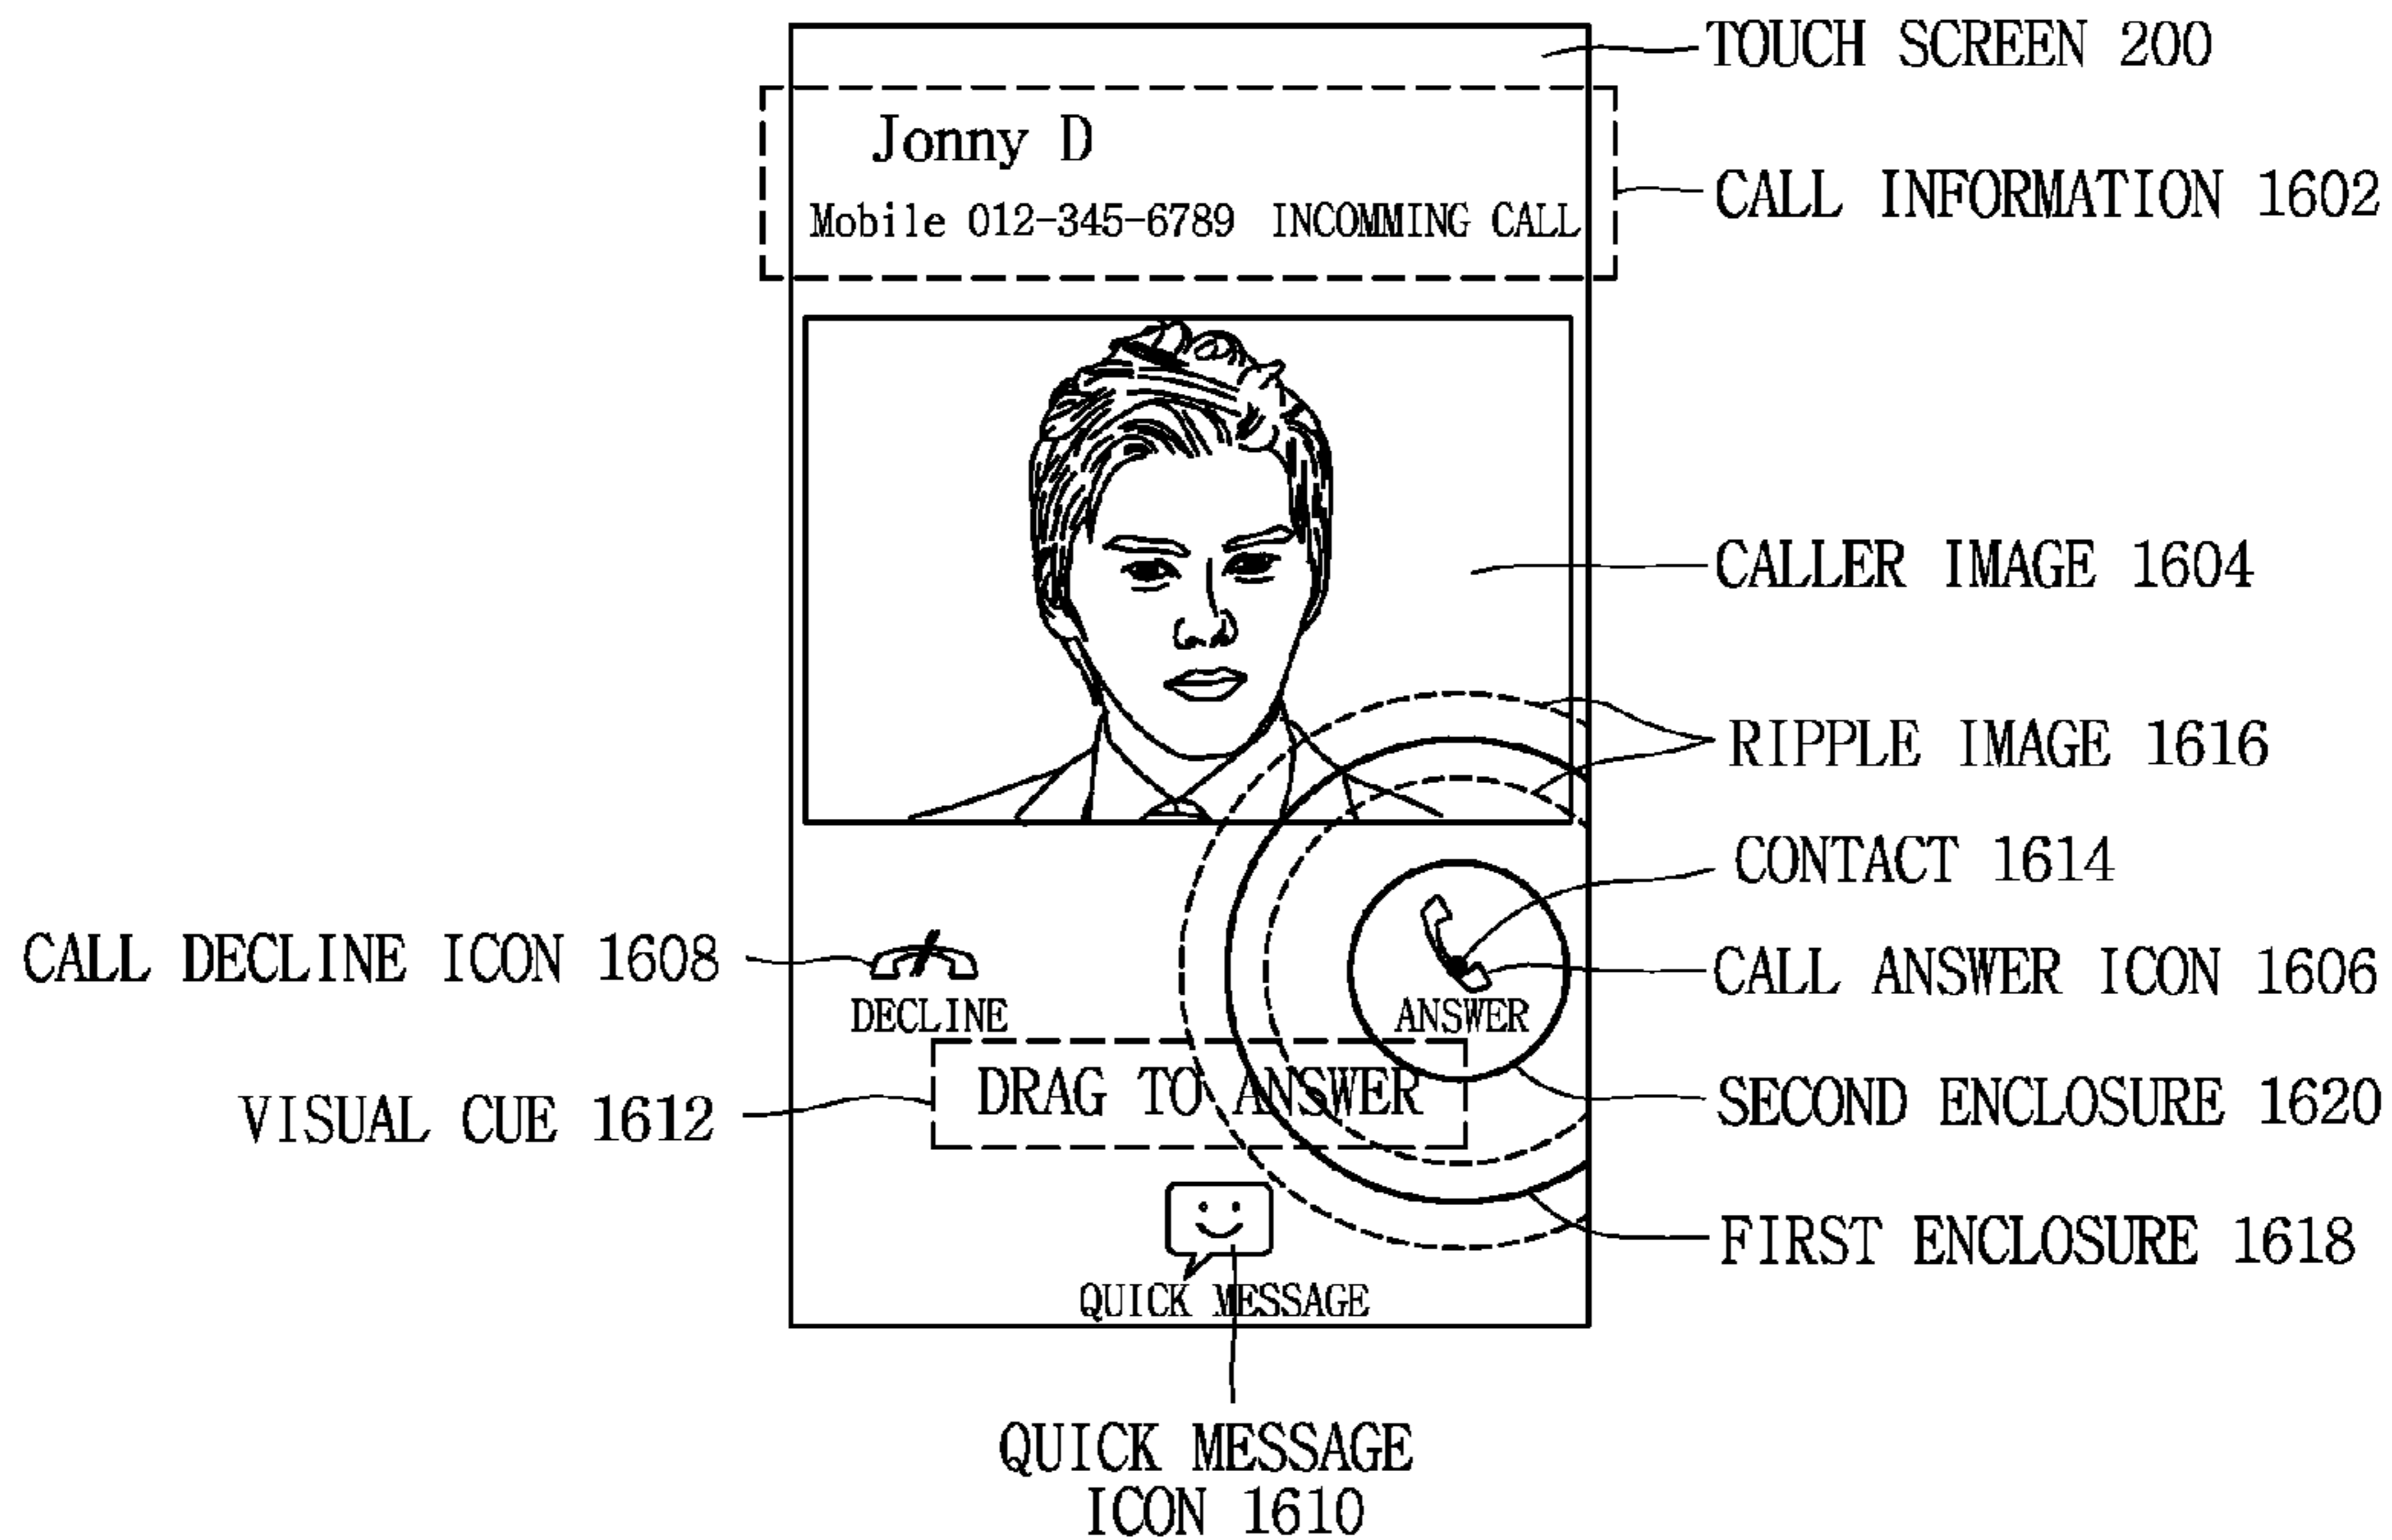 TOUCH SCREEN 200
Jonny D
CALL INFORMATION 1602
Mobile 012-345-6789 INCOMMING CALL
CALLER IMAGE 1604
RIPPLE IMAGE 1616
CONTACT 1614
CALL DECLINE ICON 1608
CALL ANSWER ICON 1606
DECLINE
ANSWER
DRAG TO ANSWER
VISUAL CUE 1612
SECOND ENCLOSURE 1620
FIRST ENCLOSURE 1618
QUICK MESSAGE
QUICK MESSAGE
ICON 1610